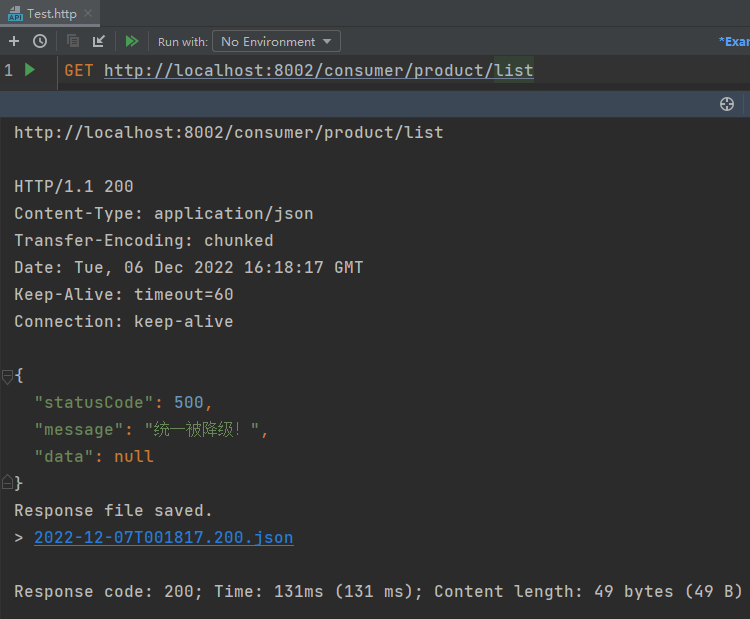 Test.http
API
Run with:
No Environment
*Exar
1
GET http://localhost:8002/consumer/product/list
http://localhost:8002/consumer/product/list
HTTP/1.1 200
Content-Type: application/json
Transfer-Encoding: chunked
Date: Tue, 06 Dec 2022 16:18:17 GMT
Keep-Alive: timeout=60
Connection: keep-alive
{
"statusCode": 500,
"message": "统一被降级！",
"data": null
}
Response file saved.
> 2022-12-07T001817.200.json
Response code: 200; Time: 131ms (131 ms); Content length: 49 bytes (49 B)